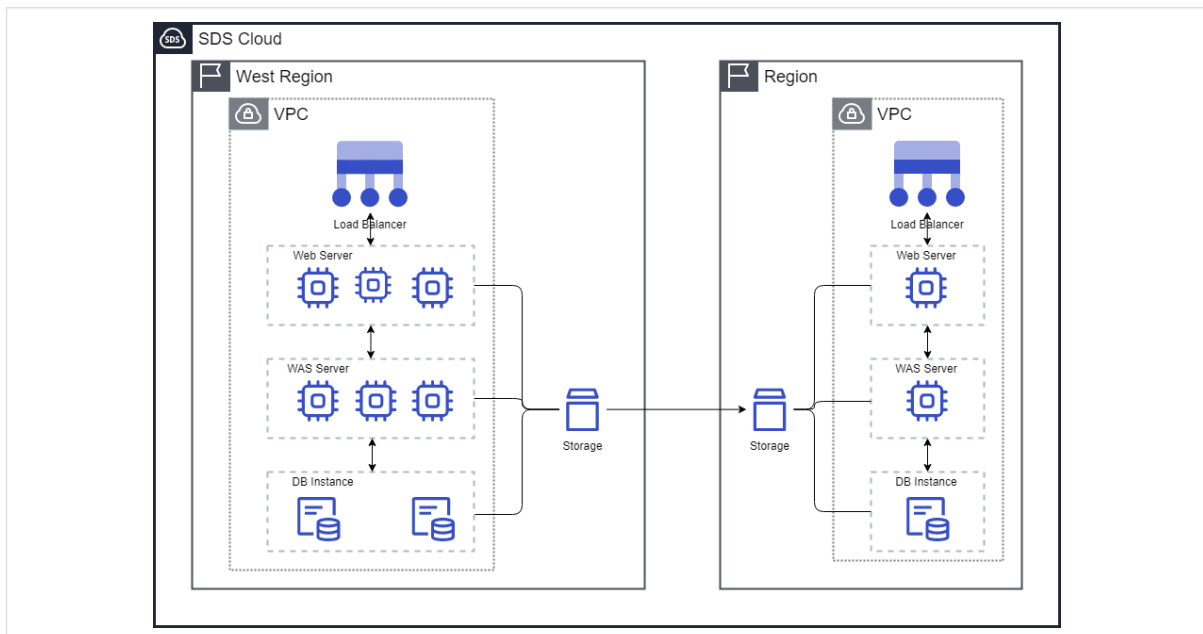 SDS
SDS Cloud
West Region
Region
VPC
VPC
Load Balancer
Load Balancer
Web Server
Web Server
WAS Server
WAS Server
Storage
Storage
DB Instance
DB Instance